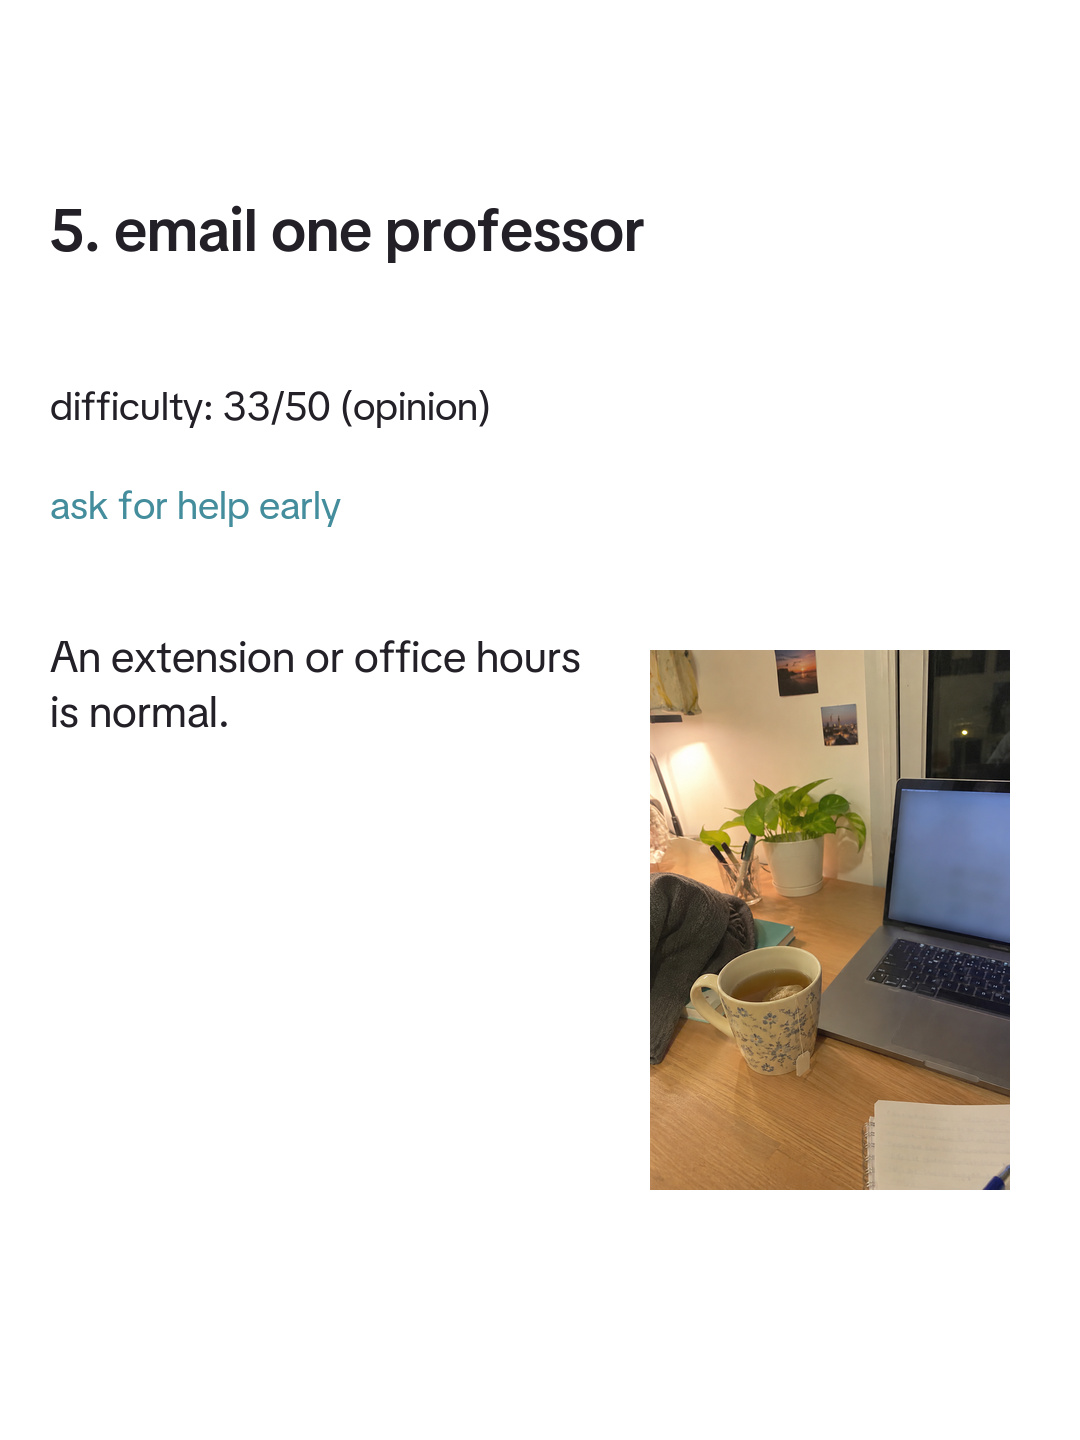 5. email one professor
difficulty: 33/50 (opinion)
ask for help early
An extension or office hours
is normal.